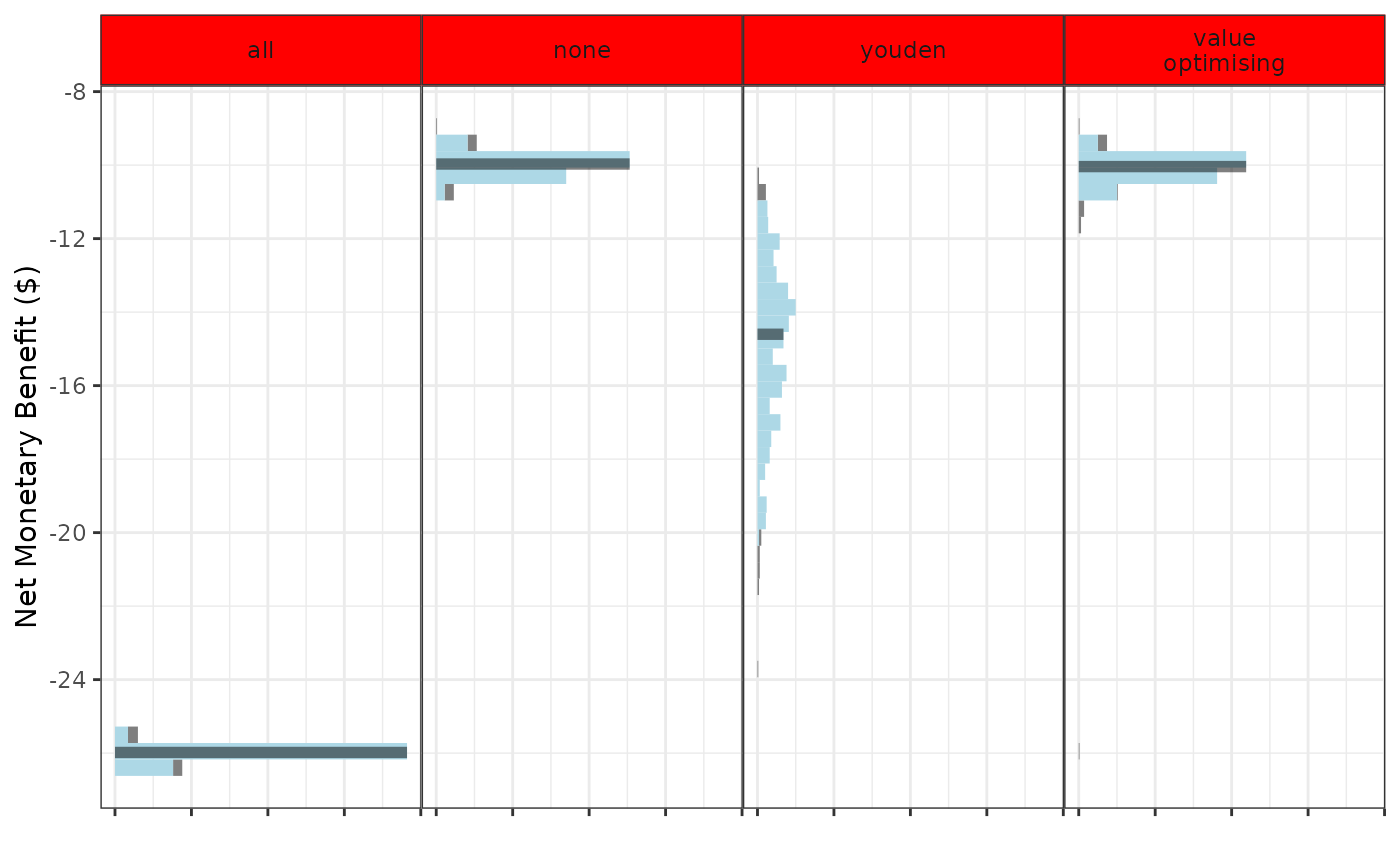 all
none
youden
value
optimising
Net Monetary Benefit ($)
-8
-12
-16
-20
-24